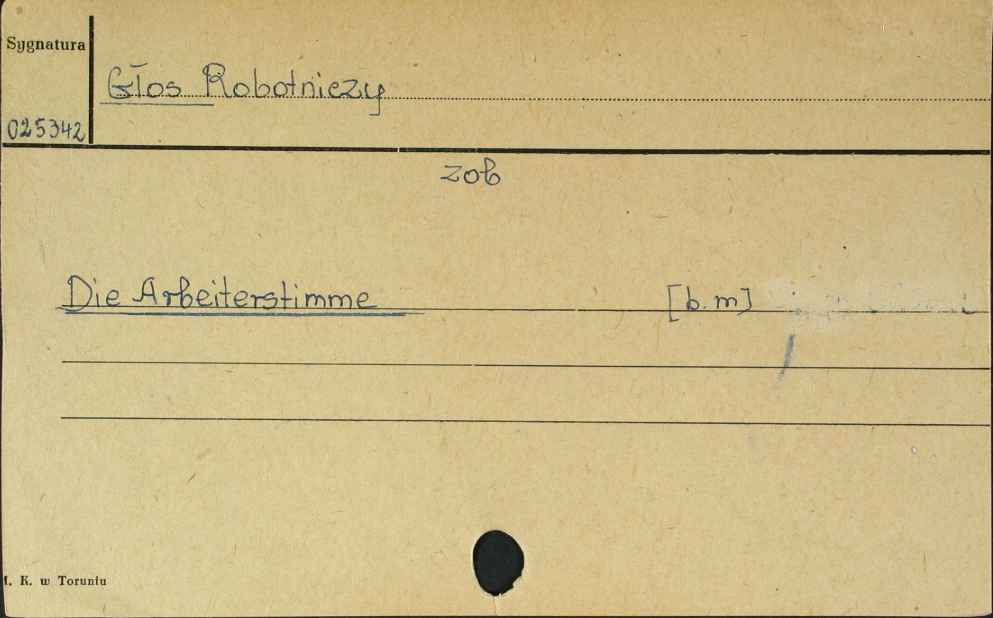 Sygnatura
Głos Robotniczy
025342
zob
Die Arbeiterstimme [b.m]
M. K. w Toruniu